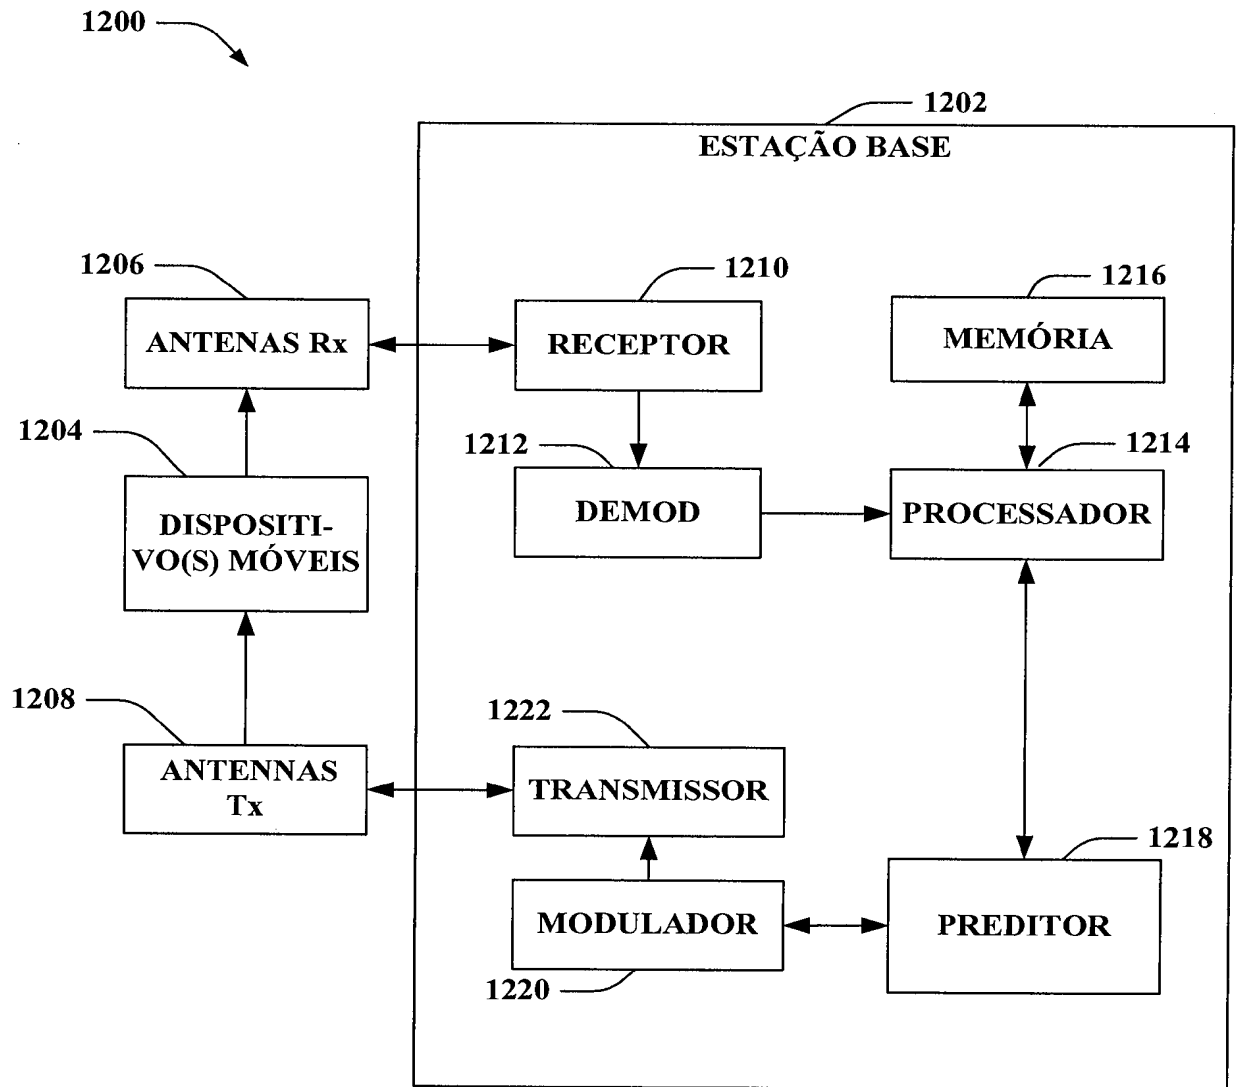 1200
1202
ESTAÇÃO BASE
1206
ANTENAS Rx
1210
RECEPTOR
1216
MEMÓRIA
1204
DISPOSITI-
VO(S) MÓVEIS
1212
DEMOD
1214
PROCESSADOR
1208
ANTENNAS
Tx
1222
TRANSMISSOR
1218
PREDITOR
MODULADOR
1220